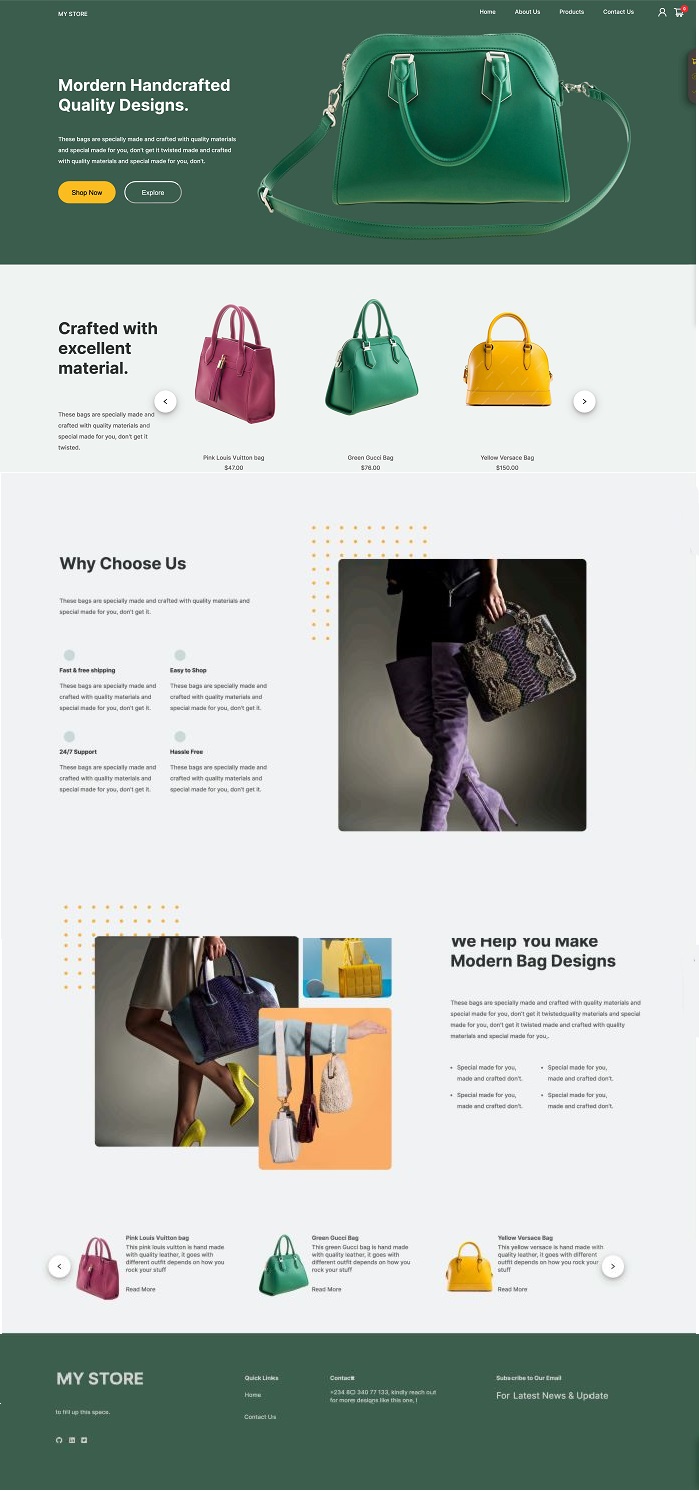 MY STORE
Home About Us Products Contact Us
6
Mordern Handcrafted
Quality Designs.
These bags are specially made and crafted with quality materials
and special made for you, don't get it twisted made and crafted
with quality materials and special made for you, don't.
Shop Now Explore
Crafted with
excellent
material.
These bags are specially made and
crafted with quality materials and
special made for you, don't get it
twisted.
Pink Louis Vuitton bag
$47.00
Green Gucci Bag
$76.00
Yellow Versace Bag
$150.00
Why Choose Us
These bags are specially made and crafted with quality materials and
special made for you, don't get it.
Fast & free shipping
These bags are specially made and
crafted with quality materials and
special made for you, don't get it.
Easy to Shop
These bags are specially made and
crafted with quality materials and
special made for you, don't get it.
24/7 Support
These bags are specially made and
crafted with quality materials and
special made for you, don't get it.
Hassle Free
These bags are specially made and
crafted with quality materials and
special made for you, don't get it.
We Help You Make
Modern Bag Designs
These bags are specially made and crafted with quality materials and
special made for you, don't get it twistedquality materials and special
made for you, don't get it twisted made and crafted with quality
materials and special made for you,.
Special made for you,
made and crafted don't.
Special made for you,
made and crafted don't.
Special made for you,
made and crafted don't.
Special made for you,
made and crafted don't.
Pink Louis Vuitton bag
This pink louis vuitton is hand made
with quality leather, it goes with
different outfit depends on how you
rock your stuff
Read More
Green Gucci Bag
This green Gucci bag is hand made
with quality leather, it goes with
different outfit depends on how you
rock your stuff
Read More
Yellow Versace Bag
This yellow versace is hand made with
quality leather, it goes with different
outfit depends on how you rock your
stuff
Read More
MY STORE
to fill up this space.
Quick Links
Home
Contact Us
Contact
340 77 133, kindly reach out
for more designs like this one, !
Subscribe to Our Email
For Latest News & Update